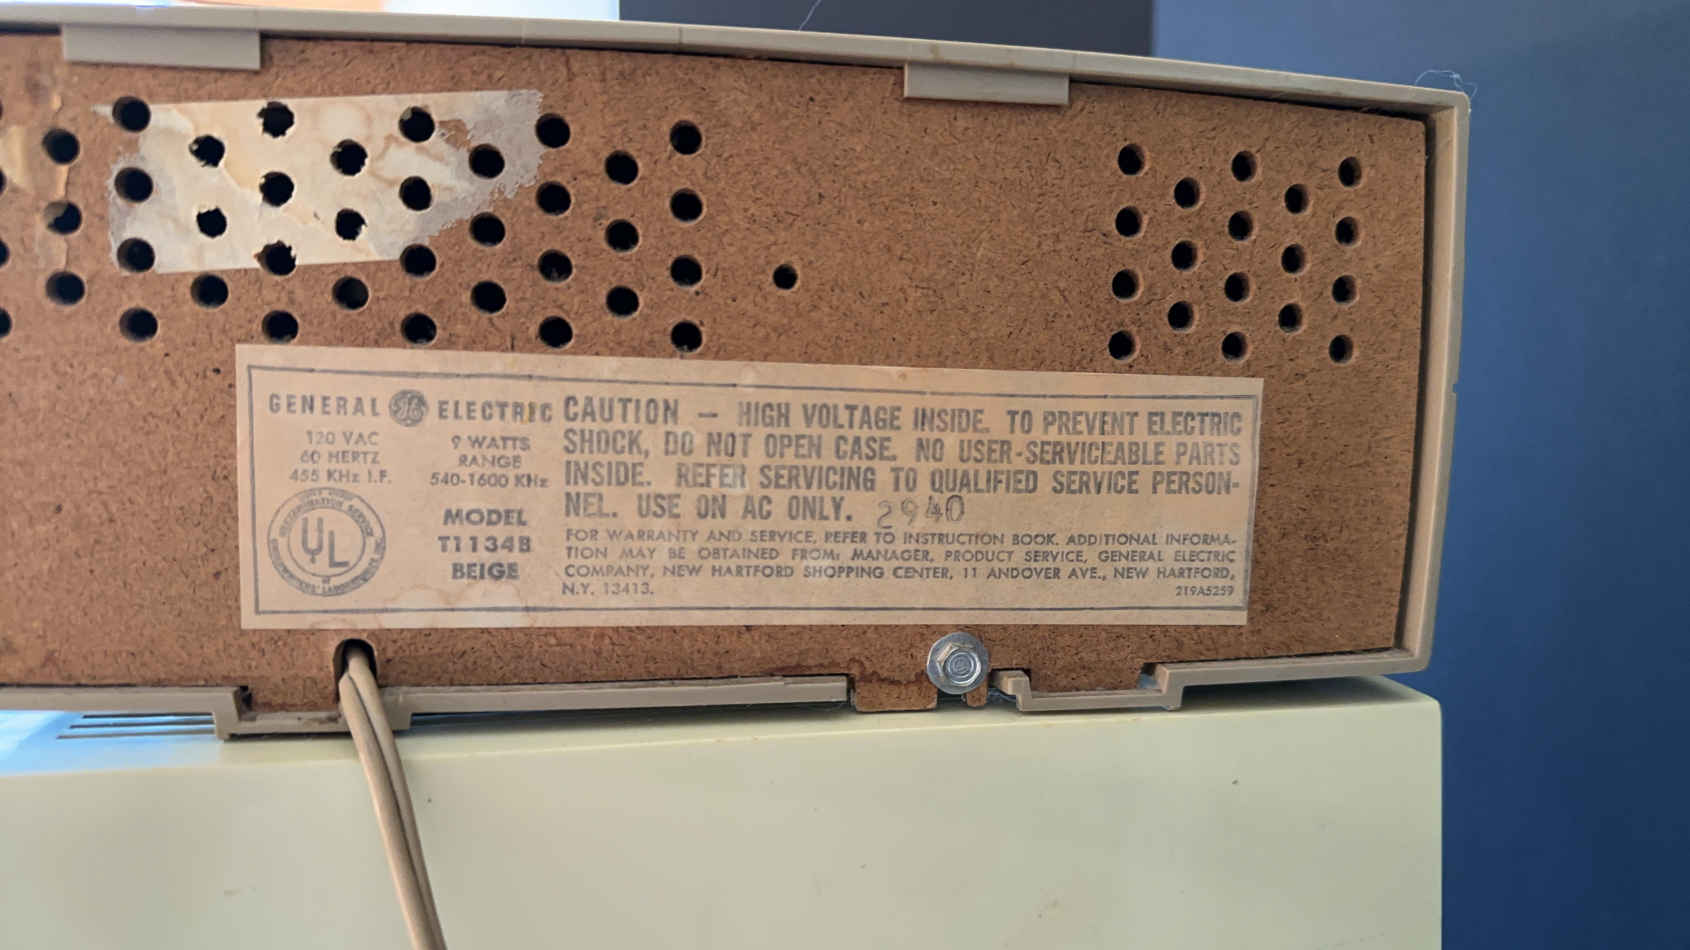 GENERAL GE ELECTRIC
120 VAC
60 HERTZ
455 KHz I.F.
9 WATTS
RANGE
540-1600 KHz
UL
MODEL
T1134B
BEIGE
CAUTION — HIGH VOLTAGE INSIDE. TO PREVENT ELECTRIC
SHOCK, DO NOT OPEN CASE. NO USER-SERVICEABLE PARTS
INSIDE. REFER SERVICING TO QUALIFIED SERVICE PERSON-
NEL. USE ON AC ONLY. 2940
FOR WARRANTY AND SERVICE, REFER TO INSTRUCTION BOOK. ADDITIONAL INFORMA-
TION MAY BE OBTAINED FROM: MANAGER, PRODUCT SERVICE, GENERAL ELECTRIC
COMPANY, NEW HARTFORD SHOPPING CENTER, 11 ANDOVER AVE., NEW HARTFORD,
N.Y. 13413.
219A5259